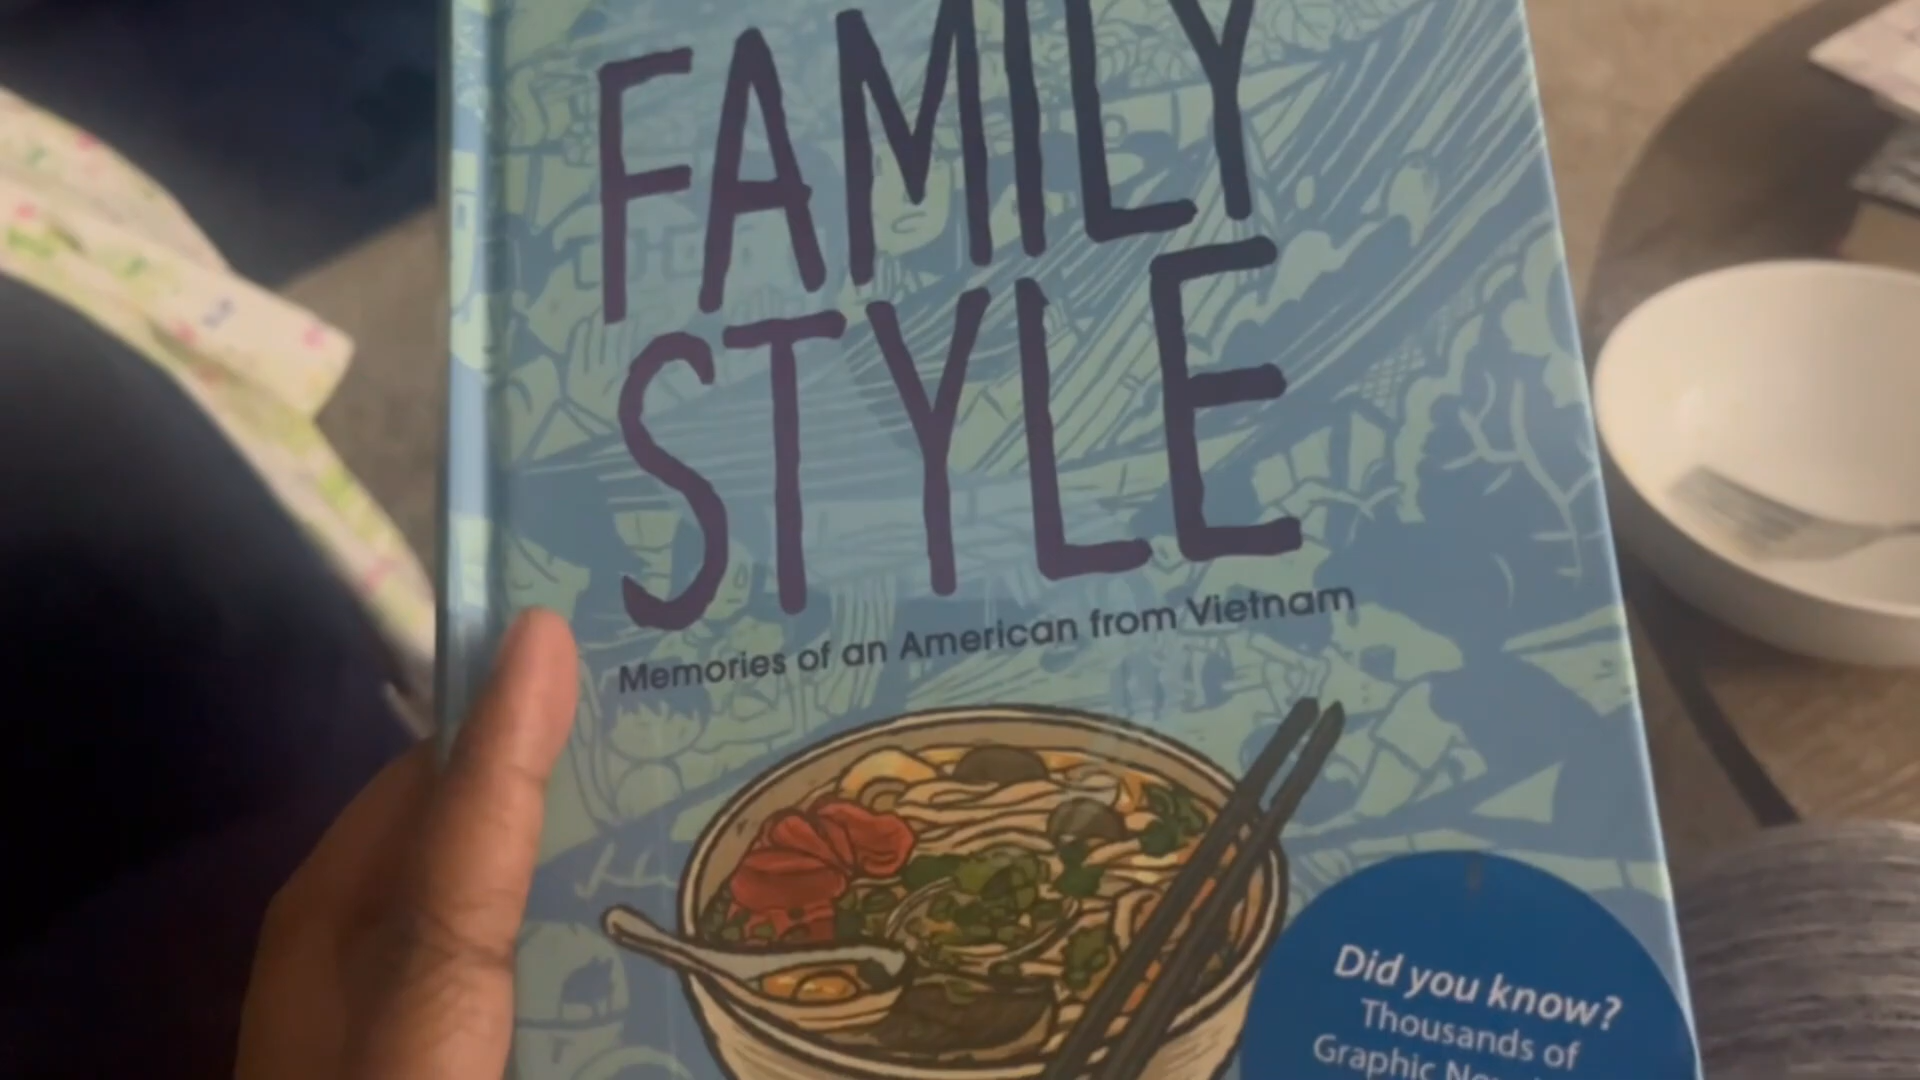 FAMILY
STYLE
Memories of an American from Vietnam
Did you know?
Thousands of
Graphic